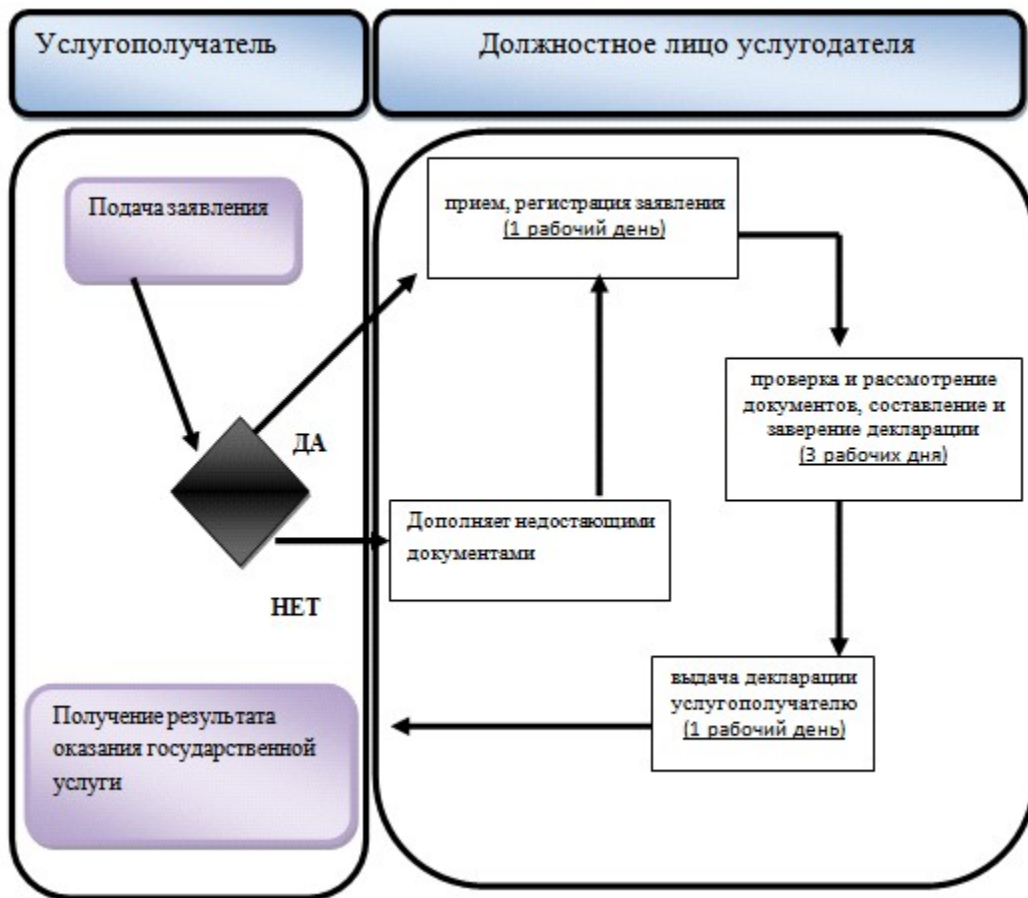 Услугополучатель
Должностное лицо услугодателя
Подача заявления
прием, регистрация заявления
(1 рабочий день)
проверка и рассмотрение
документов, составление и
заверение декларации
(3 рабочих дня)
ДА
Дополняет недостающими
документами
НЕТ
выдача декларации
услугополучателю
(1 рабочий день)
Получение результата
оказания государственной
услуги